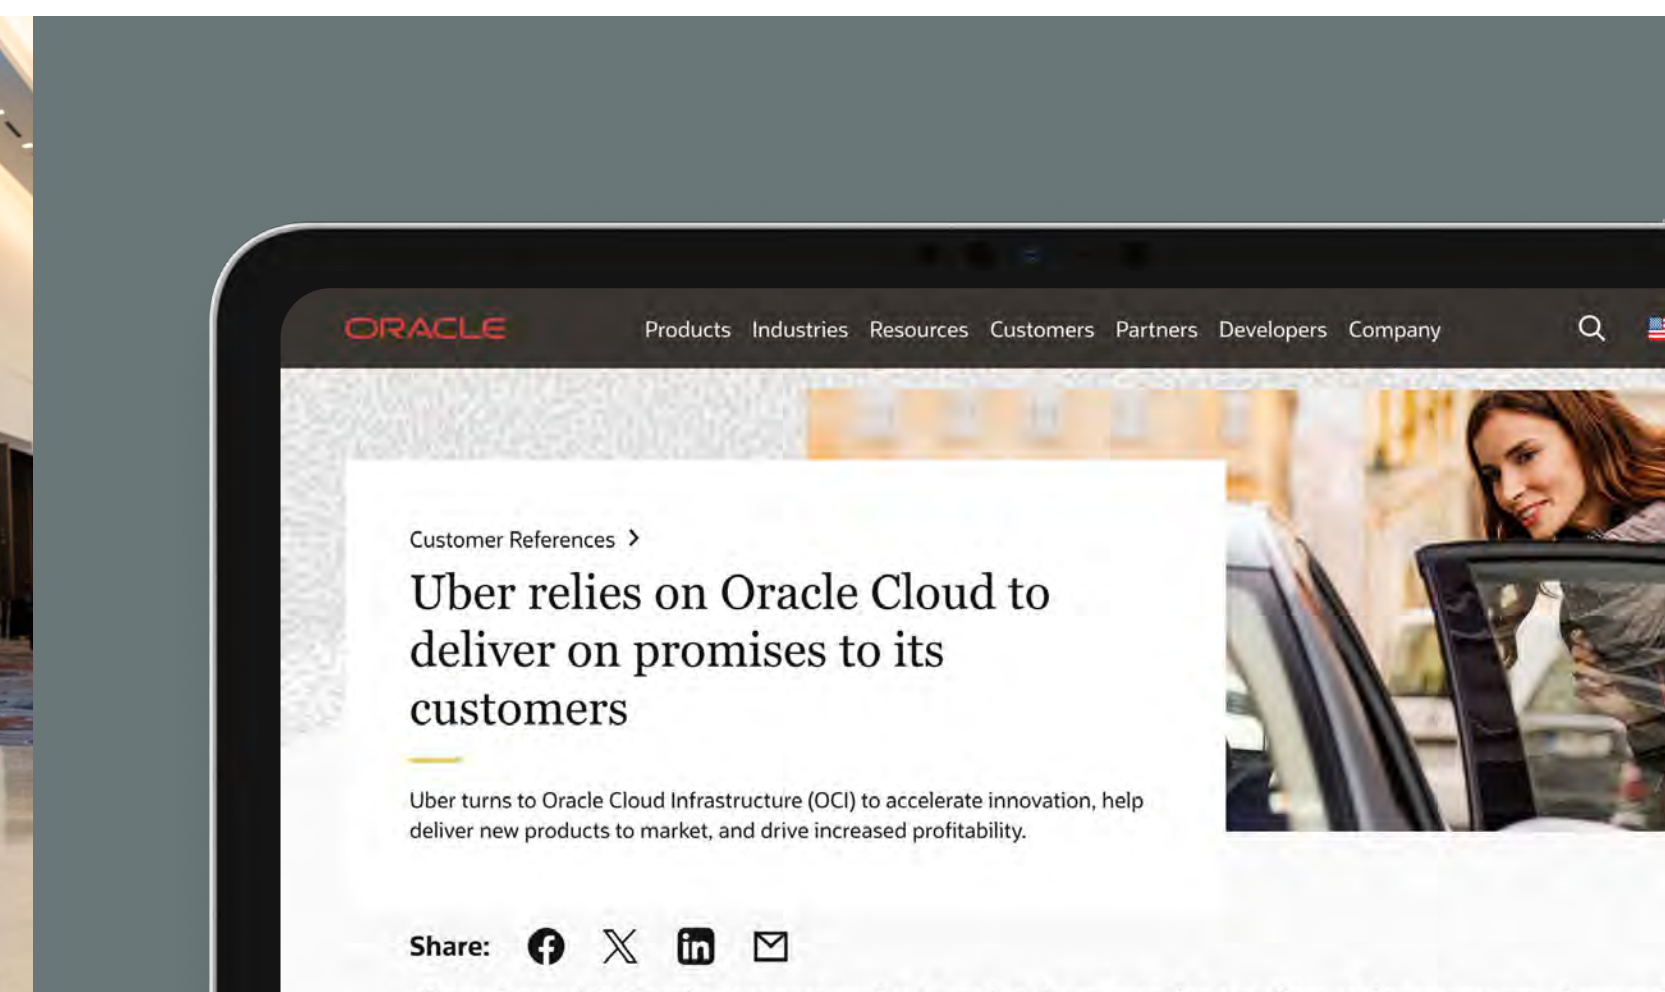 ORACLE
Products Industries Resources Customers Partners Developers Company
Customer References
Uber relies on Oracle Cloud to
deliver on promises to its
customers
Uber turns to Oracle Cloud Infrastructure (OCI) to accelerate innovation, help
deliver new products to market, and drive increased profitability.
Share: